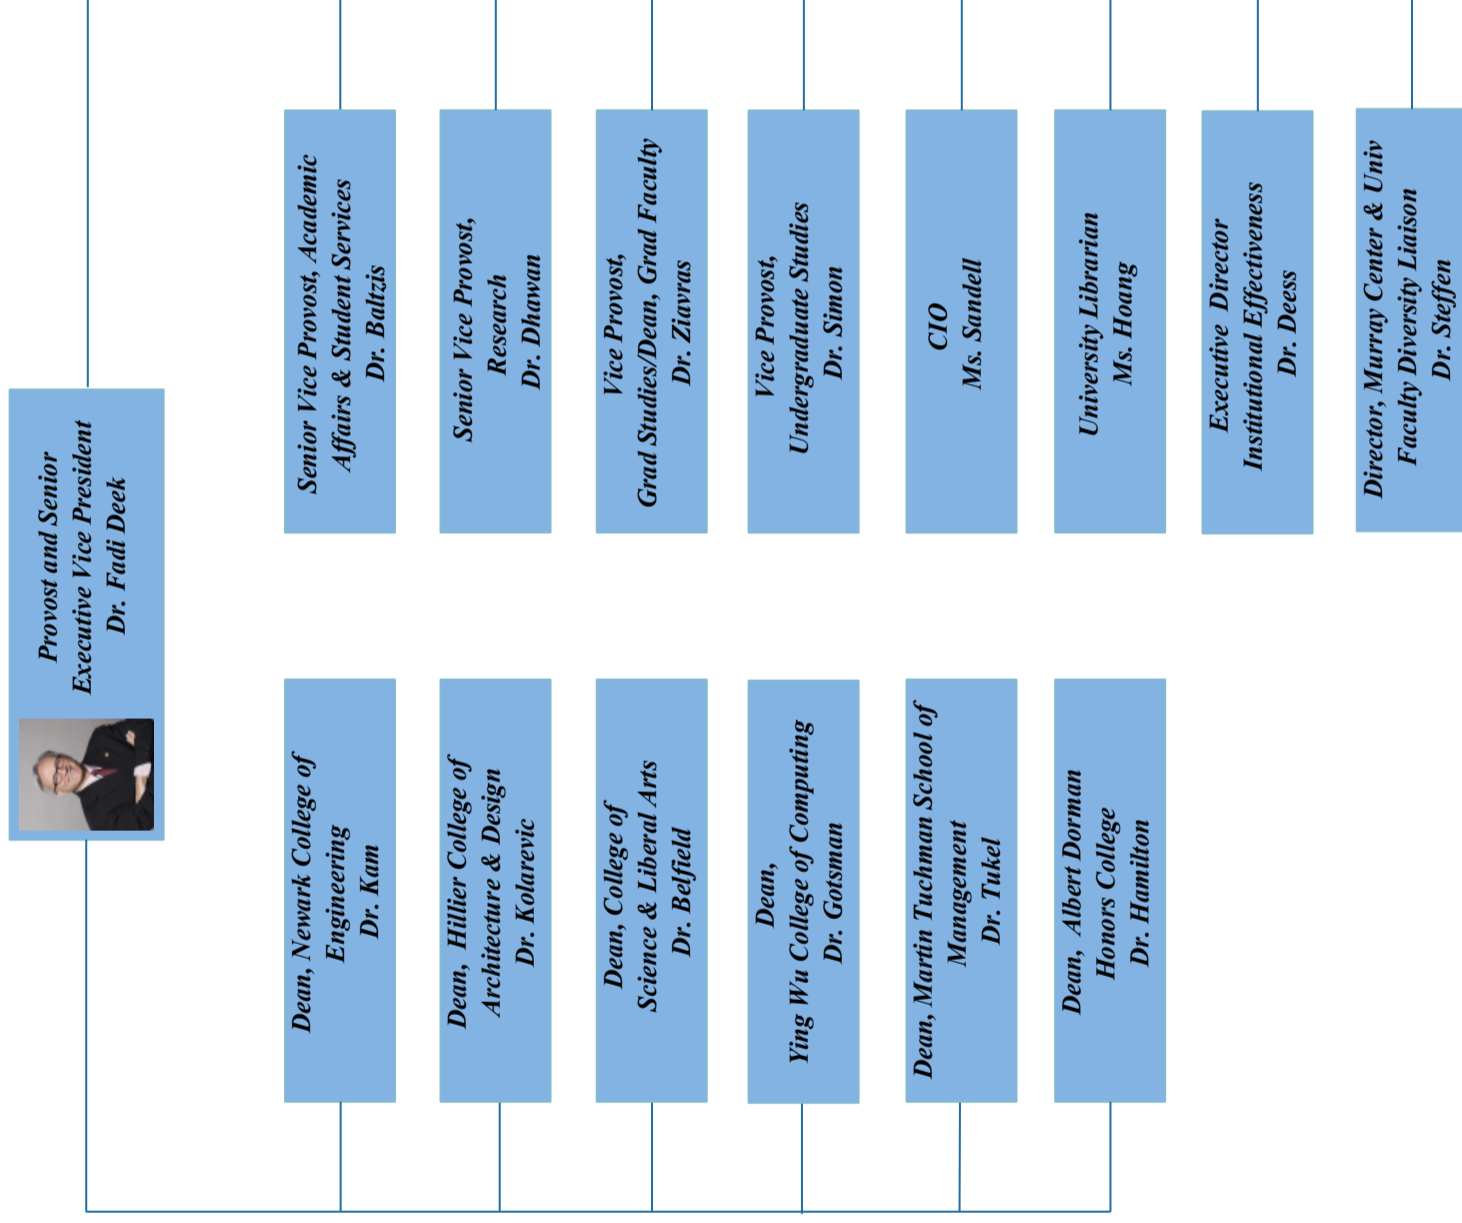 Provost and Senior
Executive Vice President
Dr. Fadi Deek
Dean, Newark College of
Engineering
Dr. Kam
Senior Vice Provost, Academic
Affairs & Student Services
Dr. Baltzis
Dean, Hillier College of
Architecture & Design
Dr. Kolarevic
Senior Vice Provost,
Research
Dr. Dhawan
Dean, College of
Science & Liberal Arts
Dr. Belfield
Vice Provost,
Grad Studies/Dean, Grad Faculty
Dr. Ziavras
Dean,
Ying Wu College of Computing
Dr. Gotsman
Vice Provost,
Undergraduate Studies
Dr. Simon
Dean, Martin Tuchman School of
Management
Dr. Tukel
CIO
Ms. Sandell
Dean, Albert Dorman
Honors College
Dr. Hamilton
University Librarian
Ms. Hoang
Executive Director
Institutional Effectiveness
Dr. Deess
Director, Murray Center & Univ
Faculty Diversity Liaison
Dr. Steffen